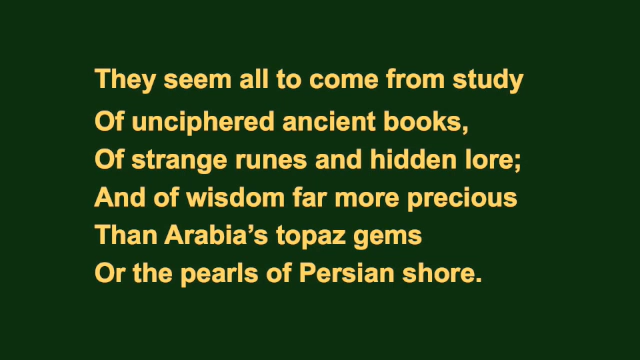 They seem all to come from study
Of unciphered ancient books,
Of strange runes and hidden lore;
And of wisdom far more precious
Than Arabia’s topaz gems
Or the pearls of Persian shore.